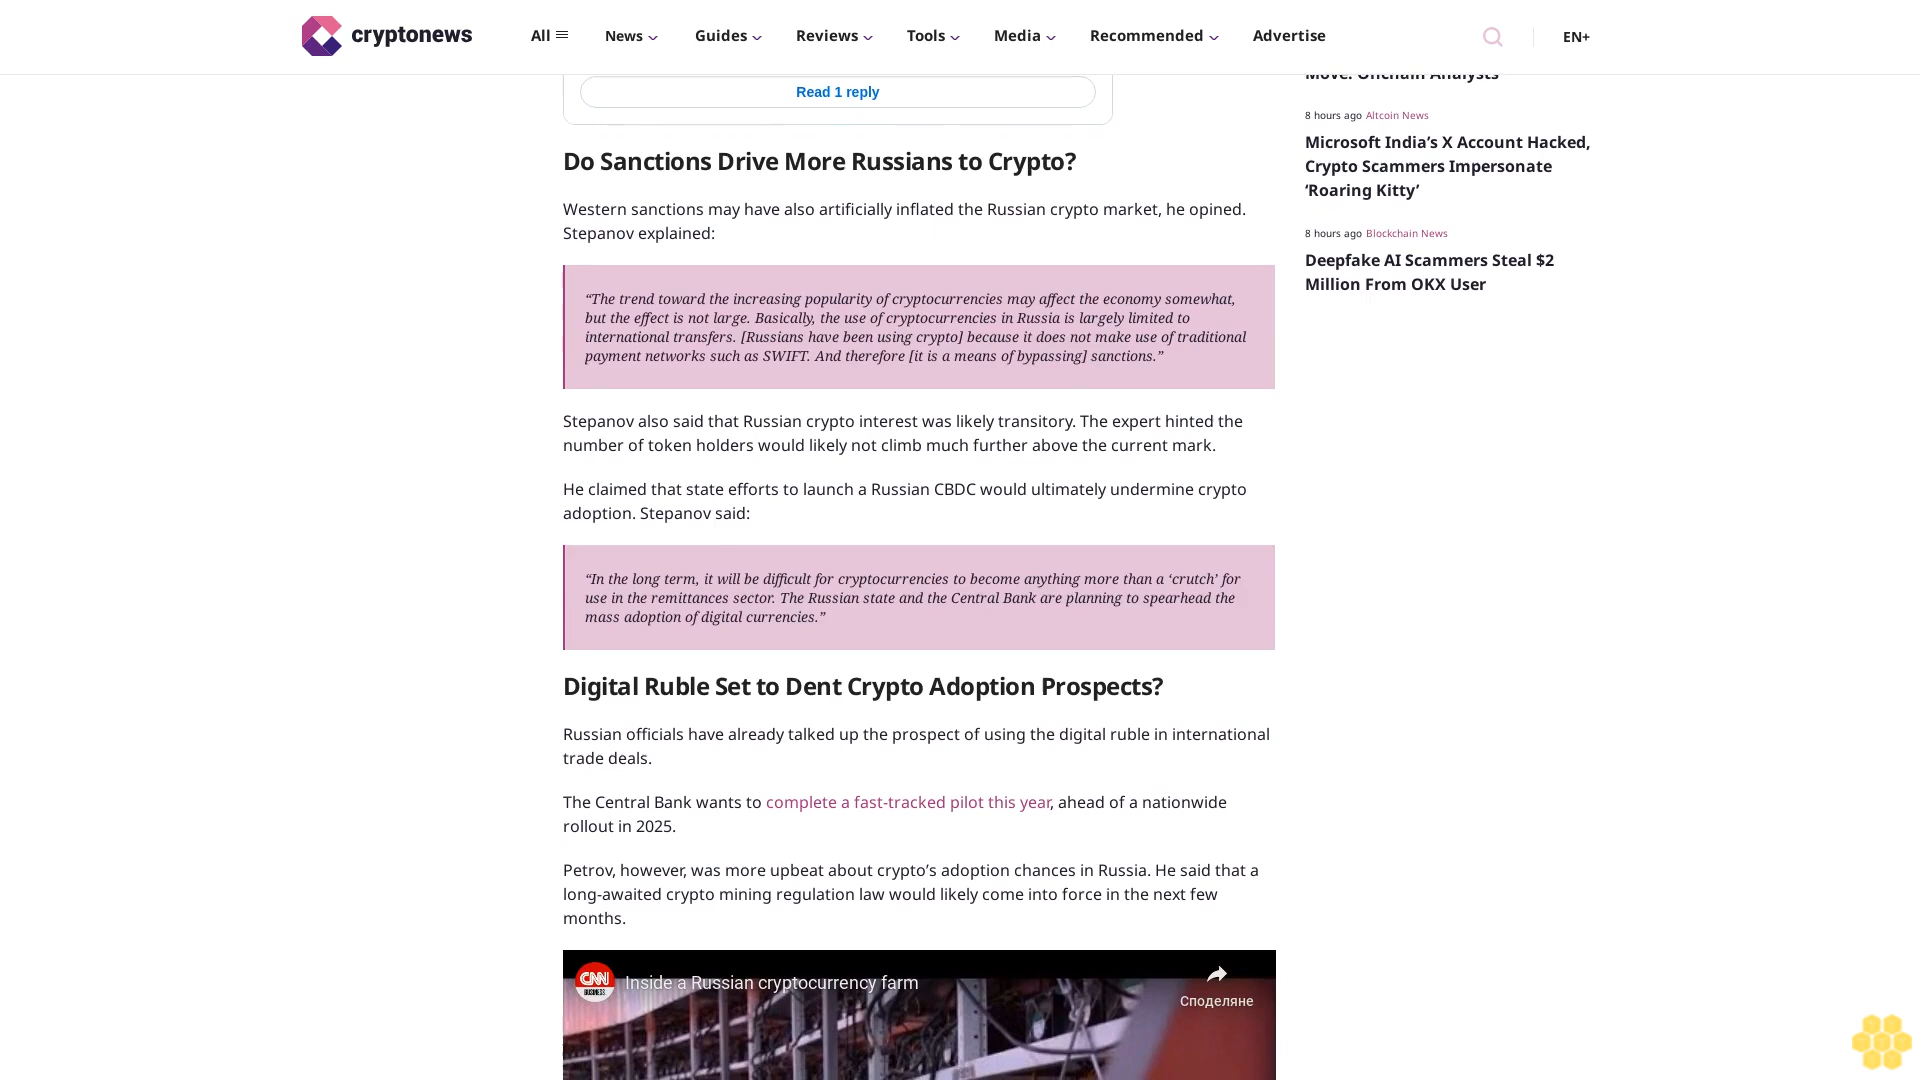 cryptonews
All
News
Guides
Reviews
Tools
Media
Recommended
Advertise
EN+
Read 1 reply
Do Sanctions Drive More Russians to Crypto?
Western sanctions may have also artificially inflated the Russian crypto market, he opined.
Stepanov explained:
“The trend toward the increasing popularity of cryptocurrencies may affect the economy somewhat,
but the effect is not large. Basically, the use of cryptocurrencies in Russia is largely limited to
international transfers. [Russians have been using crypto] because it does not make use of traditional
payment networks such as SWIFT. And therefore [it is a means of bypassing] sanctions.”
Stepanov also said that Russian crypto interest was likely transitory. The expert hinted the
number of token holders would likely not climb much further above the current mark.
He claimed that state efforts to launch a Russian CBDC would ultimately undermine crypto
adoption. Stepanov said:
“In the long term, it will be difficult for cryptocurrencies to become anything more than a ‘crutch’ for
use in the remittances sector. The Russian state and the Central Bank are planning to spearhead the
mass adoption of digital currencies.”
Digital Ruble Set to Dent Crypto Adoption Prospects?
Russian officials have already talked up the prospect of using the digital ruble in international
trade deals.
The Central Bank wants to complete a fast-tracked pilot this year, ahead of a nationwide
rollout in 2025.
Petrov, however, was more upbeat about crypto’s adoption chances in Russia. He said that a
long-awaited crypto mining regulation law would likely come into force in the next few
months.
CNN
BUSINESS
Inside a Russian cryptocurrency farm
Споделяне
Move: Onchain Analysts
8 hours ago Altcoin News
Microsoft India’s X Account Hacked,
Crypto Scammers Impersonate
‘Roaring Kitty’
8 hours ago Blockchain News
Deepfake AI Scammers Steal $2
Million From OKX User